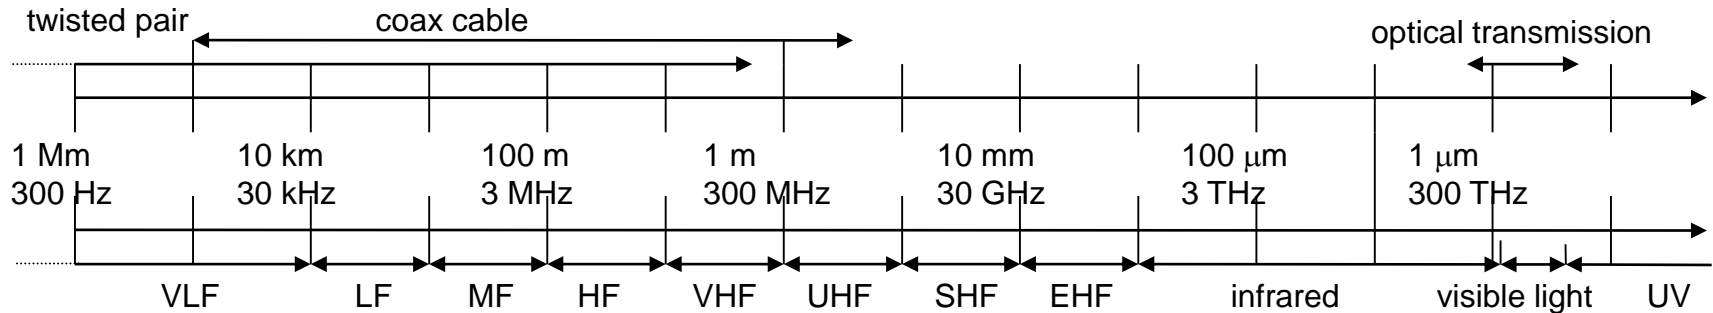 twisted pair coax cable
optical transmission
1 Mm 10 km 100 m 1 m 10 mm 100 μm 1 μm
300 Hz 30 kHz 3 MHz 300 MHz 30 GHz 3 THz 300 THz
VLF LF MF HF VHF UHF SHF EHF infrared visible light UV